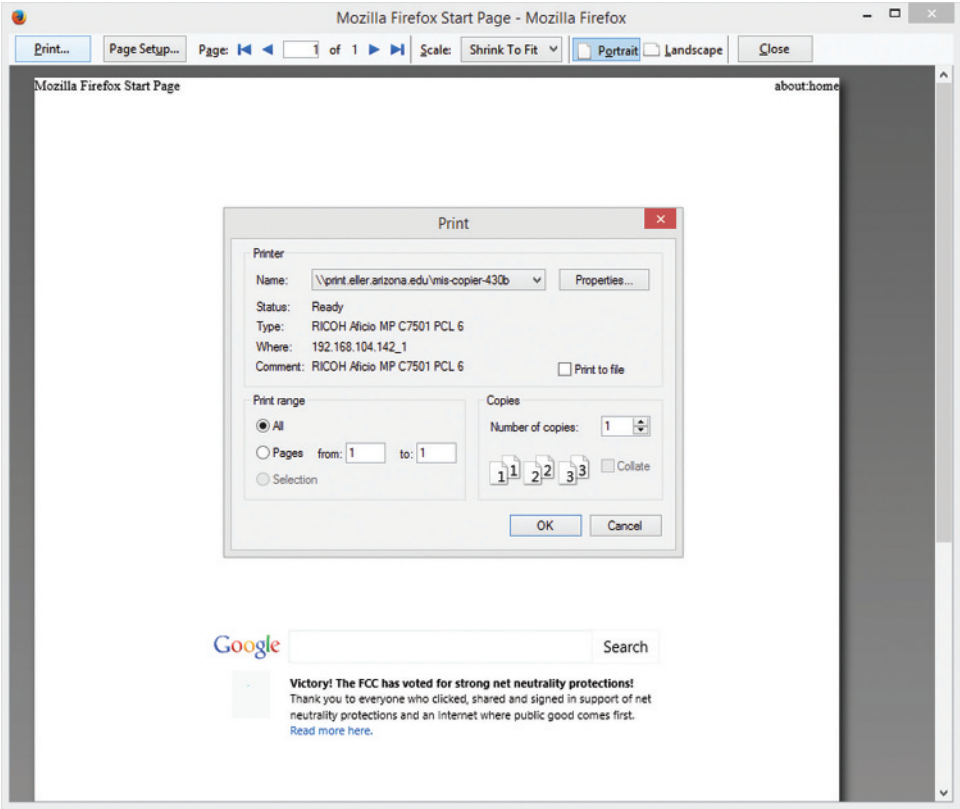 Mozilla Firefox Start Page - Mozilla Firefox
Print... Page Setup... Page: 1 of 1 Scale: Shrink To Fit Portrait Landscape Close
Mozilla Firefox Start Page about:home
Print
Printer
Name: \\print.eller.arizona.edu\mis-copier-430b Properties...
Status: Ready
Type: RICOH Aficio MP C7501 PCL 6
Where: 192.168.104.142_1
Comment: RICOH Aficio MP C7501 PCL 6 Print to file
Print range Copies
All Number of copies: 1
Pages from: 1 to: 1
1 1 2 2 3 3 Collate
Selection
OK Cancel
Google Search
Victory! The FCC has voted for strong net neutrality protections!
Thank you to everyone who clicked, shared and signed in support of net
neutrality protections and an Internet where public good comes first.
Read more here.